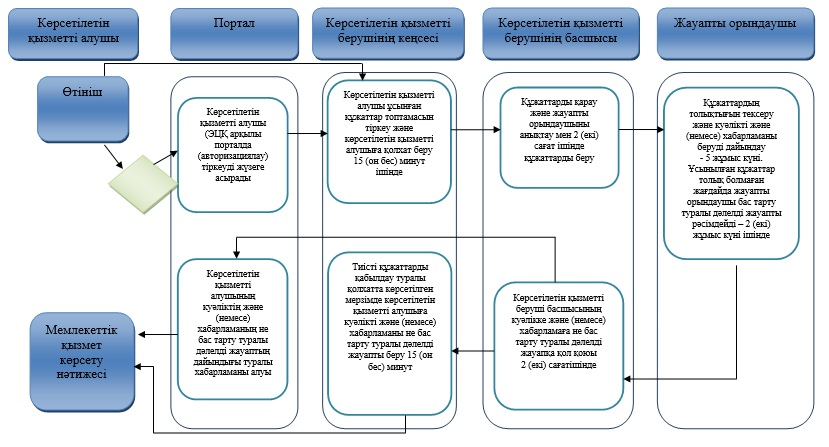 Көрсетілетін
қызметті алушы
Портал
Көрсетілетін қызметті
берушінің кеңсесі
Көрсетілетін қызметті
берушінің басшысы
Жауапты орындаушы
Өтініш
Көрсетілетін
қызметті алушы
(ЭЦҚ арқылы
порталда
(авторизациялау)
тіркеуді жүзеге
асырады
Көрсетілетін қызметті
алушы ұсынған
құжаттар топтамасын
тіркеу және
көрсетілетін қызметті
алушыға қолхат беру
15 (он бес) минут
ішінде
Құжаттарды қарау
және жауапты
орындаушыны
анықтау мен 2 (екі)
сағат ішінде
құжаттарды беру
Құжаттардың
толықтығын тексеру
және куәлікті және
(немесе) хабарламаны
беруді дайындау
- 5 жұмыс күні.
Ұсынылған құжаттар
толық болмаған
жағдайда жауапты
орындаушы бас тарту
туралы дәлелді жауапты
рәсімдейді – 2 (екі)
жұмыс күні ішінде
Мемлекеттік
қызмет
көрсету
нәтижесі
Көрсетілетін
қызметті
алушының
куәліктің және
(немесе)
хабарламаның не
бас тарту туралы
дәлелді жауаптың
дайындығы туралы
хабарламаны алуы
Тиісті құжаттарды
қабылдау туралы
қолхатта көрсетілген
мерзімде көрсетілетін
қызметті алушыға
куәлікті және (немесе)
хабарламаны не бас
тарту туралы дәлелді
жауапты беру 15 (он
бес) минут
Көрсетілетін қызметті
беруші басшысының
куәлікке және (немесе)
хабарламаға не бас
тарту туралы дәлелді
жауапқа қол қоюы
2 (екі) сағатішінде